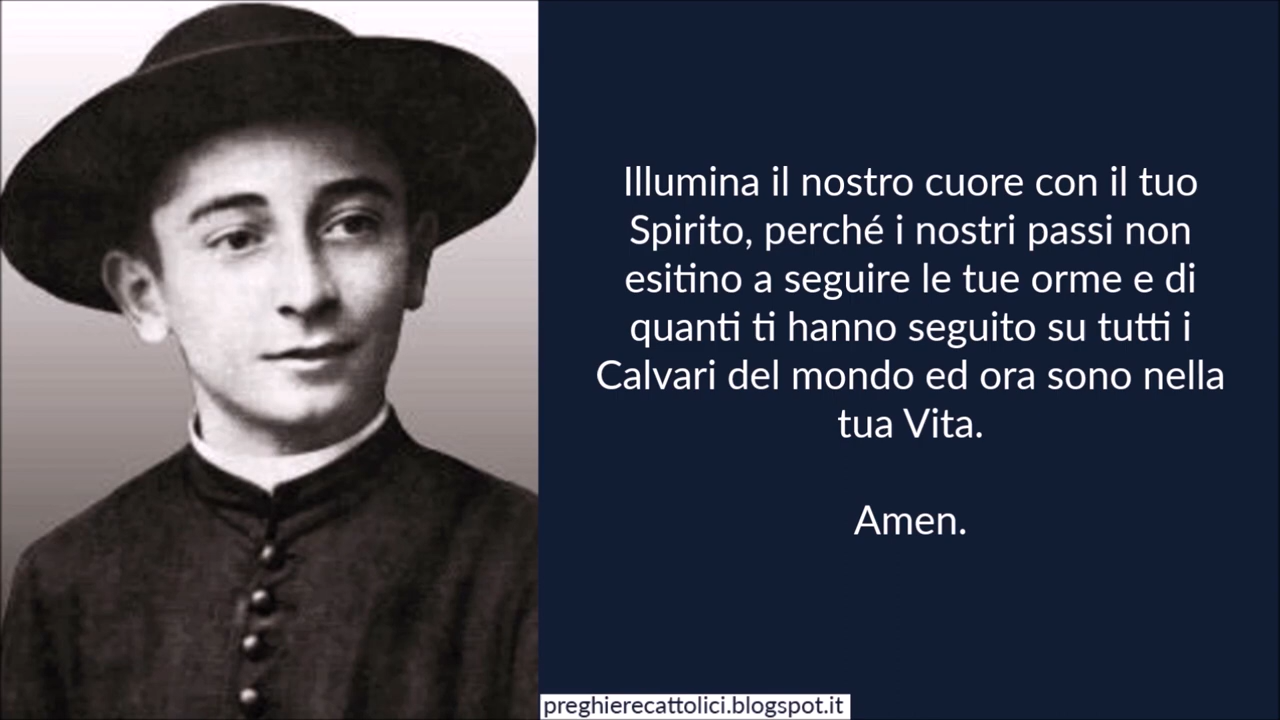 Illumina il nostro cuore con il tuo
Spirito, perché i nostri passi non
esitino a seguire le tue orme e di
quanti ti hanno seguito su tutti i
Calvari del mondo ed ora sono nella
tua Vita.
Amen.
preghierecattolici.blogspot.it